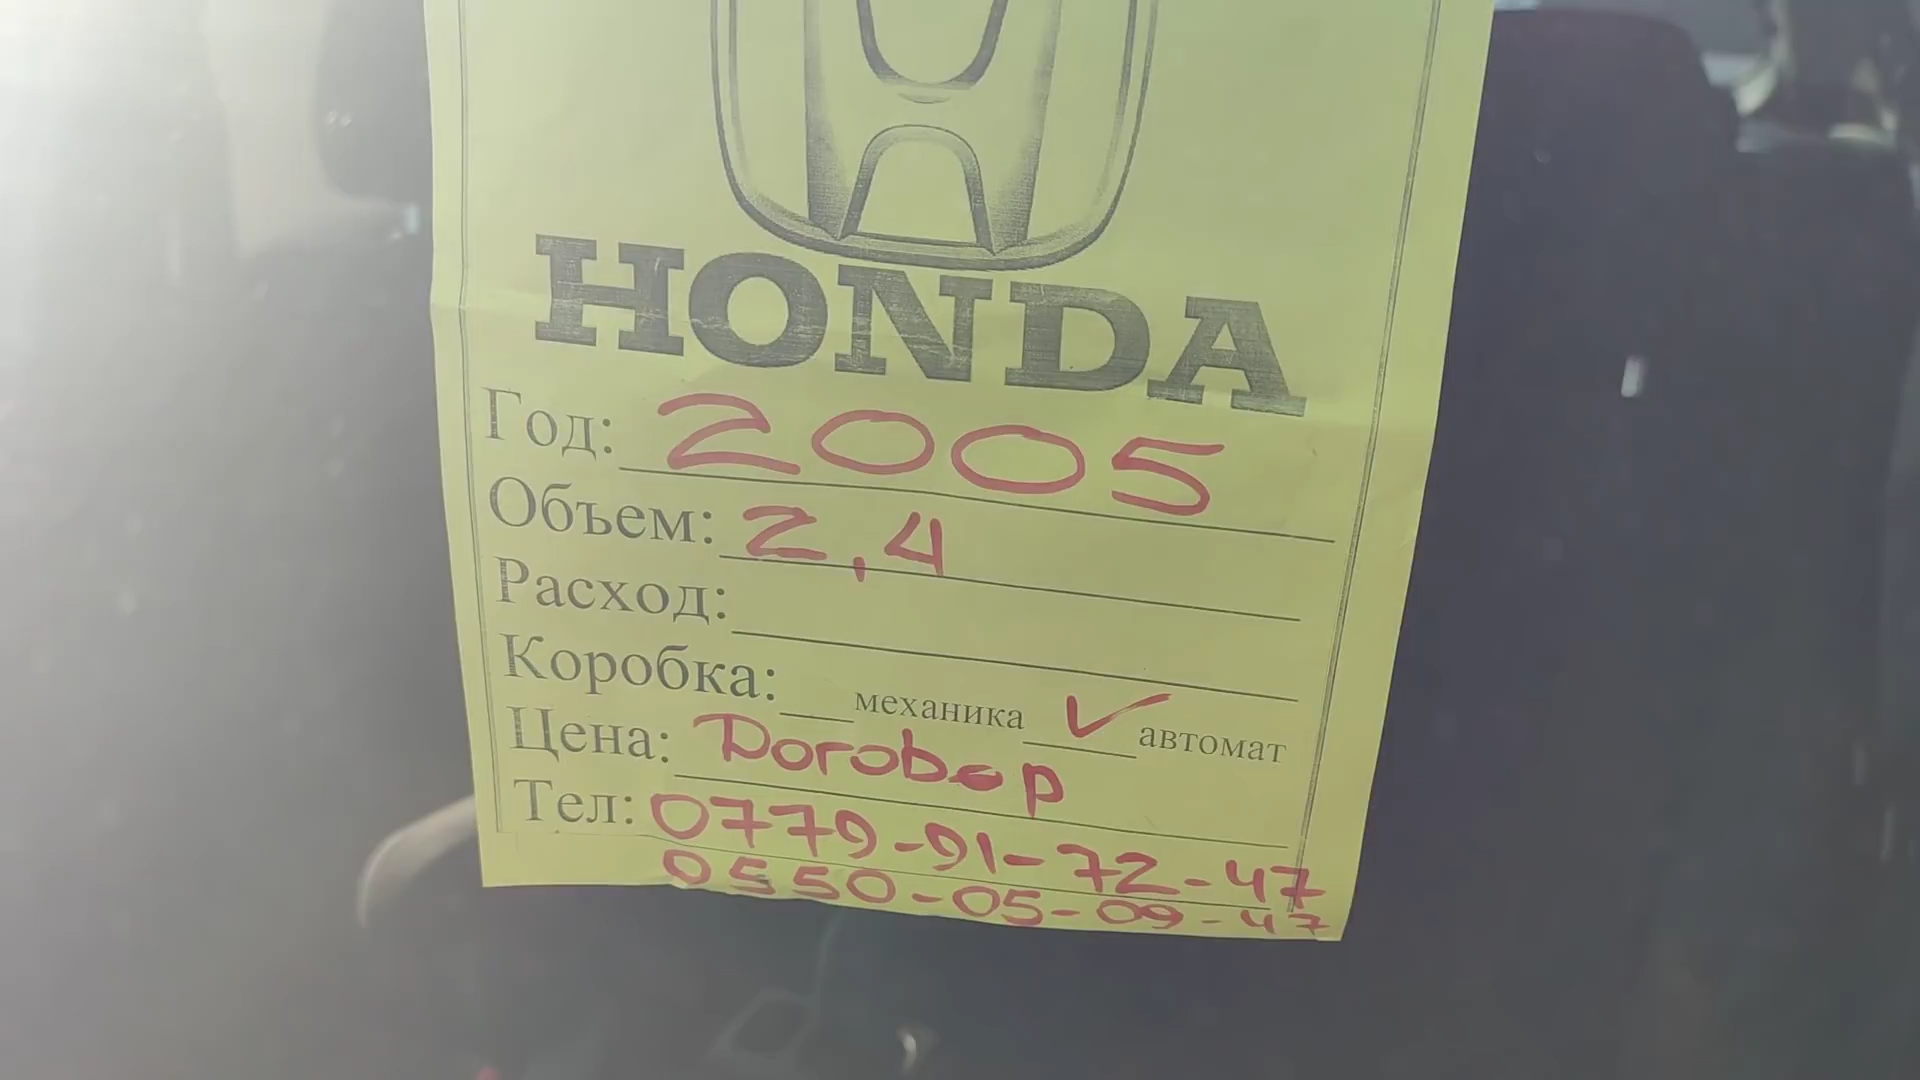 HONDA
Год: 2005
Объем: 2,4
Расход:
Коробка: механика ✓ автомат
Цена: Договор
Тел: 0779-91-72-47
0550-05-09-47